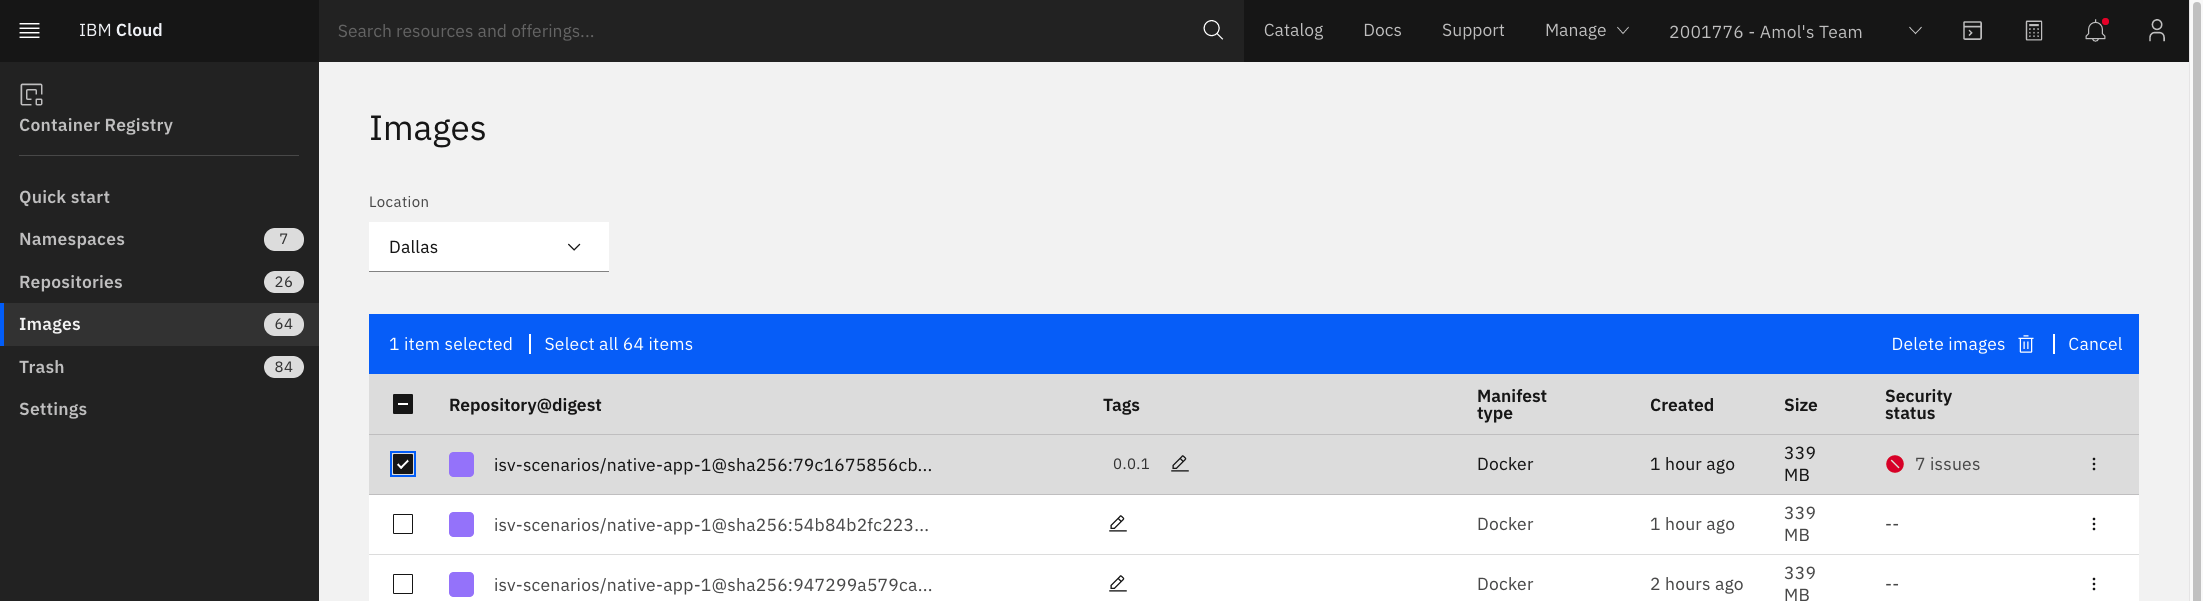 IBM Cloud
Search resources and offerings...
Catalog
Docs
Support
Manage
2001776 - Amol's Team
Container Registry
Quick start
Namespaces 7
Repositories 26
Images 64
Trash 84
Settings
Images
Location
Dallas
1 item selected | Select all 64 items
Delete images | Cancel
Repository@digest
Tags
Manifest
type
Created
Size
Security
status
isv-scenarios/native-app-1@sha256:79c1675856cb...
0.0.1
Docker
1 hour ago
339
MB
7 issues
isv-scenarios/native-app-1@sha256:54b84b2fc223...
Docker
1 hour ago
339
MB
--
isv-scenarios/native-app-1@sha256:947299a579ca...
Docker
2 hours ago
339
MB
--